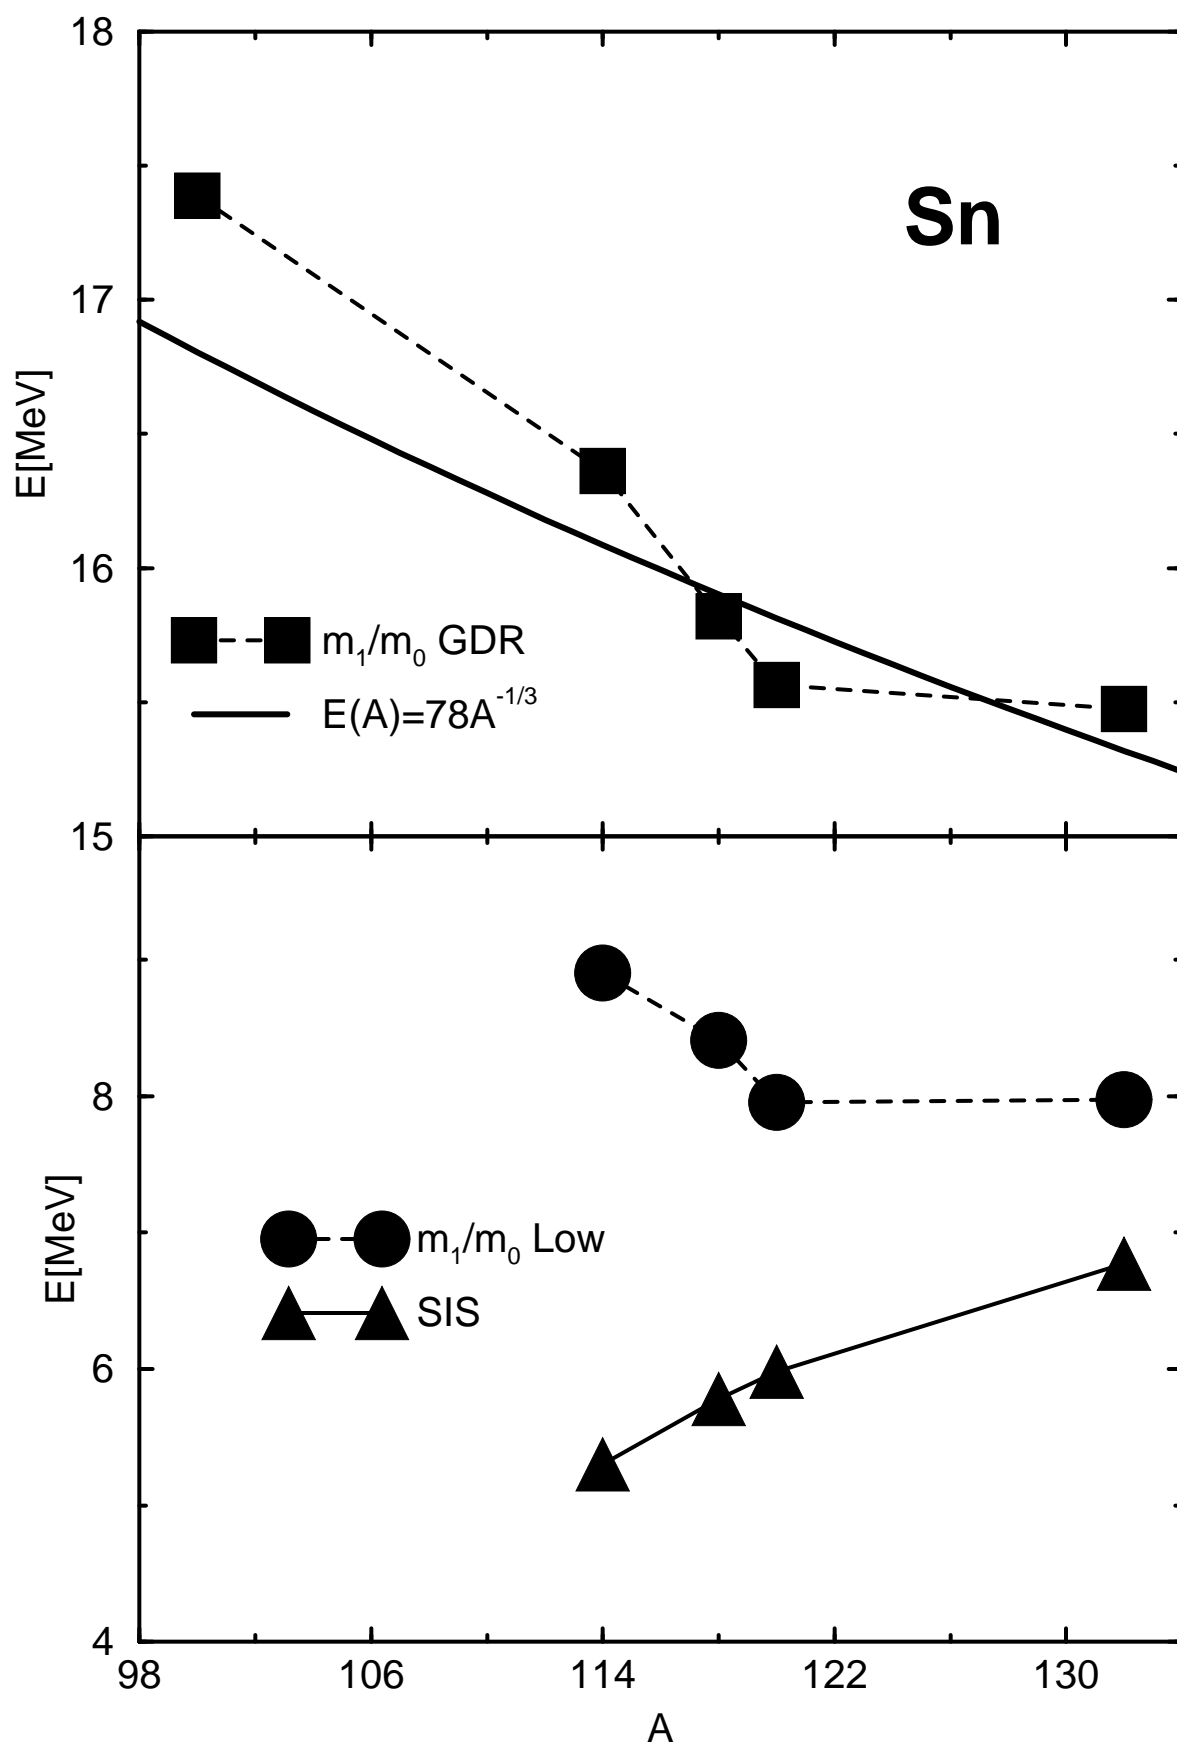 18
Sn
17
E[MeV]
16
m₁/m₀ GDR
E(A)=78A⁻¹/³
15
8
E[MeV]
m₁/m₀ Low
SIS
6
4
98 106 114 122 130
A